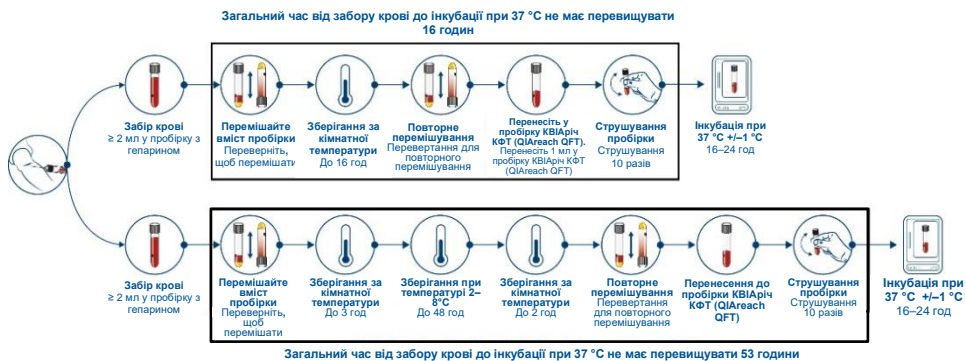 Загальний час від забору крові до інкубації при 37 °C не має перевищувати
16 годин
Забір крові
≥ 2 мл у пробірку з
гепарином
Перемішайте
вміст пробірки
Переверніть,
щоб перемішати
Зберігання за
кімнатної
температури
До 16 год
Повторне
перемішування
Перевертання для
повторного
перемішування
Перенесіть у
пробірку КВІАріч
КФТ (QIAreach QFT).
Перенесіть 1 мл у
пробірку КВІАріч КФТ
(QIAreach QFT)
Струшування
пробірки
Струшування
10 разів
Інкубація при
37 °C +/–1 °C
16–24 год
Забір крові
≥ 2 мл у пробірку з
гепарином
Перемішайте
вміст
пробірки
Переверніть,
щоб
перемішати
Зберігання за
кімнатної
температури
До 3 год
Зберігання при
температурі 2–
8°C
До 48 год
Зберігання за
кімнатної
температури
До 2 год
Повторне
перемішування
Перевертання
для повторного
перемішування
Перенесення до
пробірки КВІАріч
КФТ (QIAreach
QFT)
Струшування
пробірки
Струшування
10 разів
Інкубація при
37 °C +/–1 °C
16–24 год
Загальний час від забору крові до інкубації при 37 °C не має перевищувати 53 години